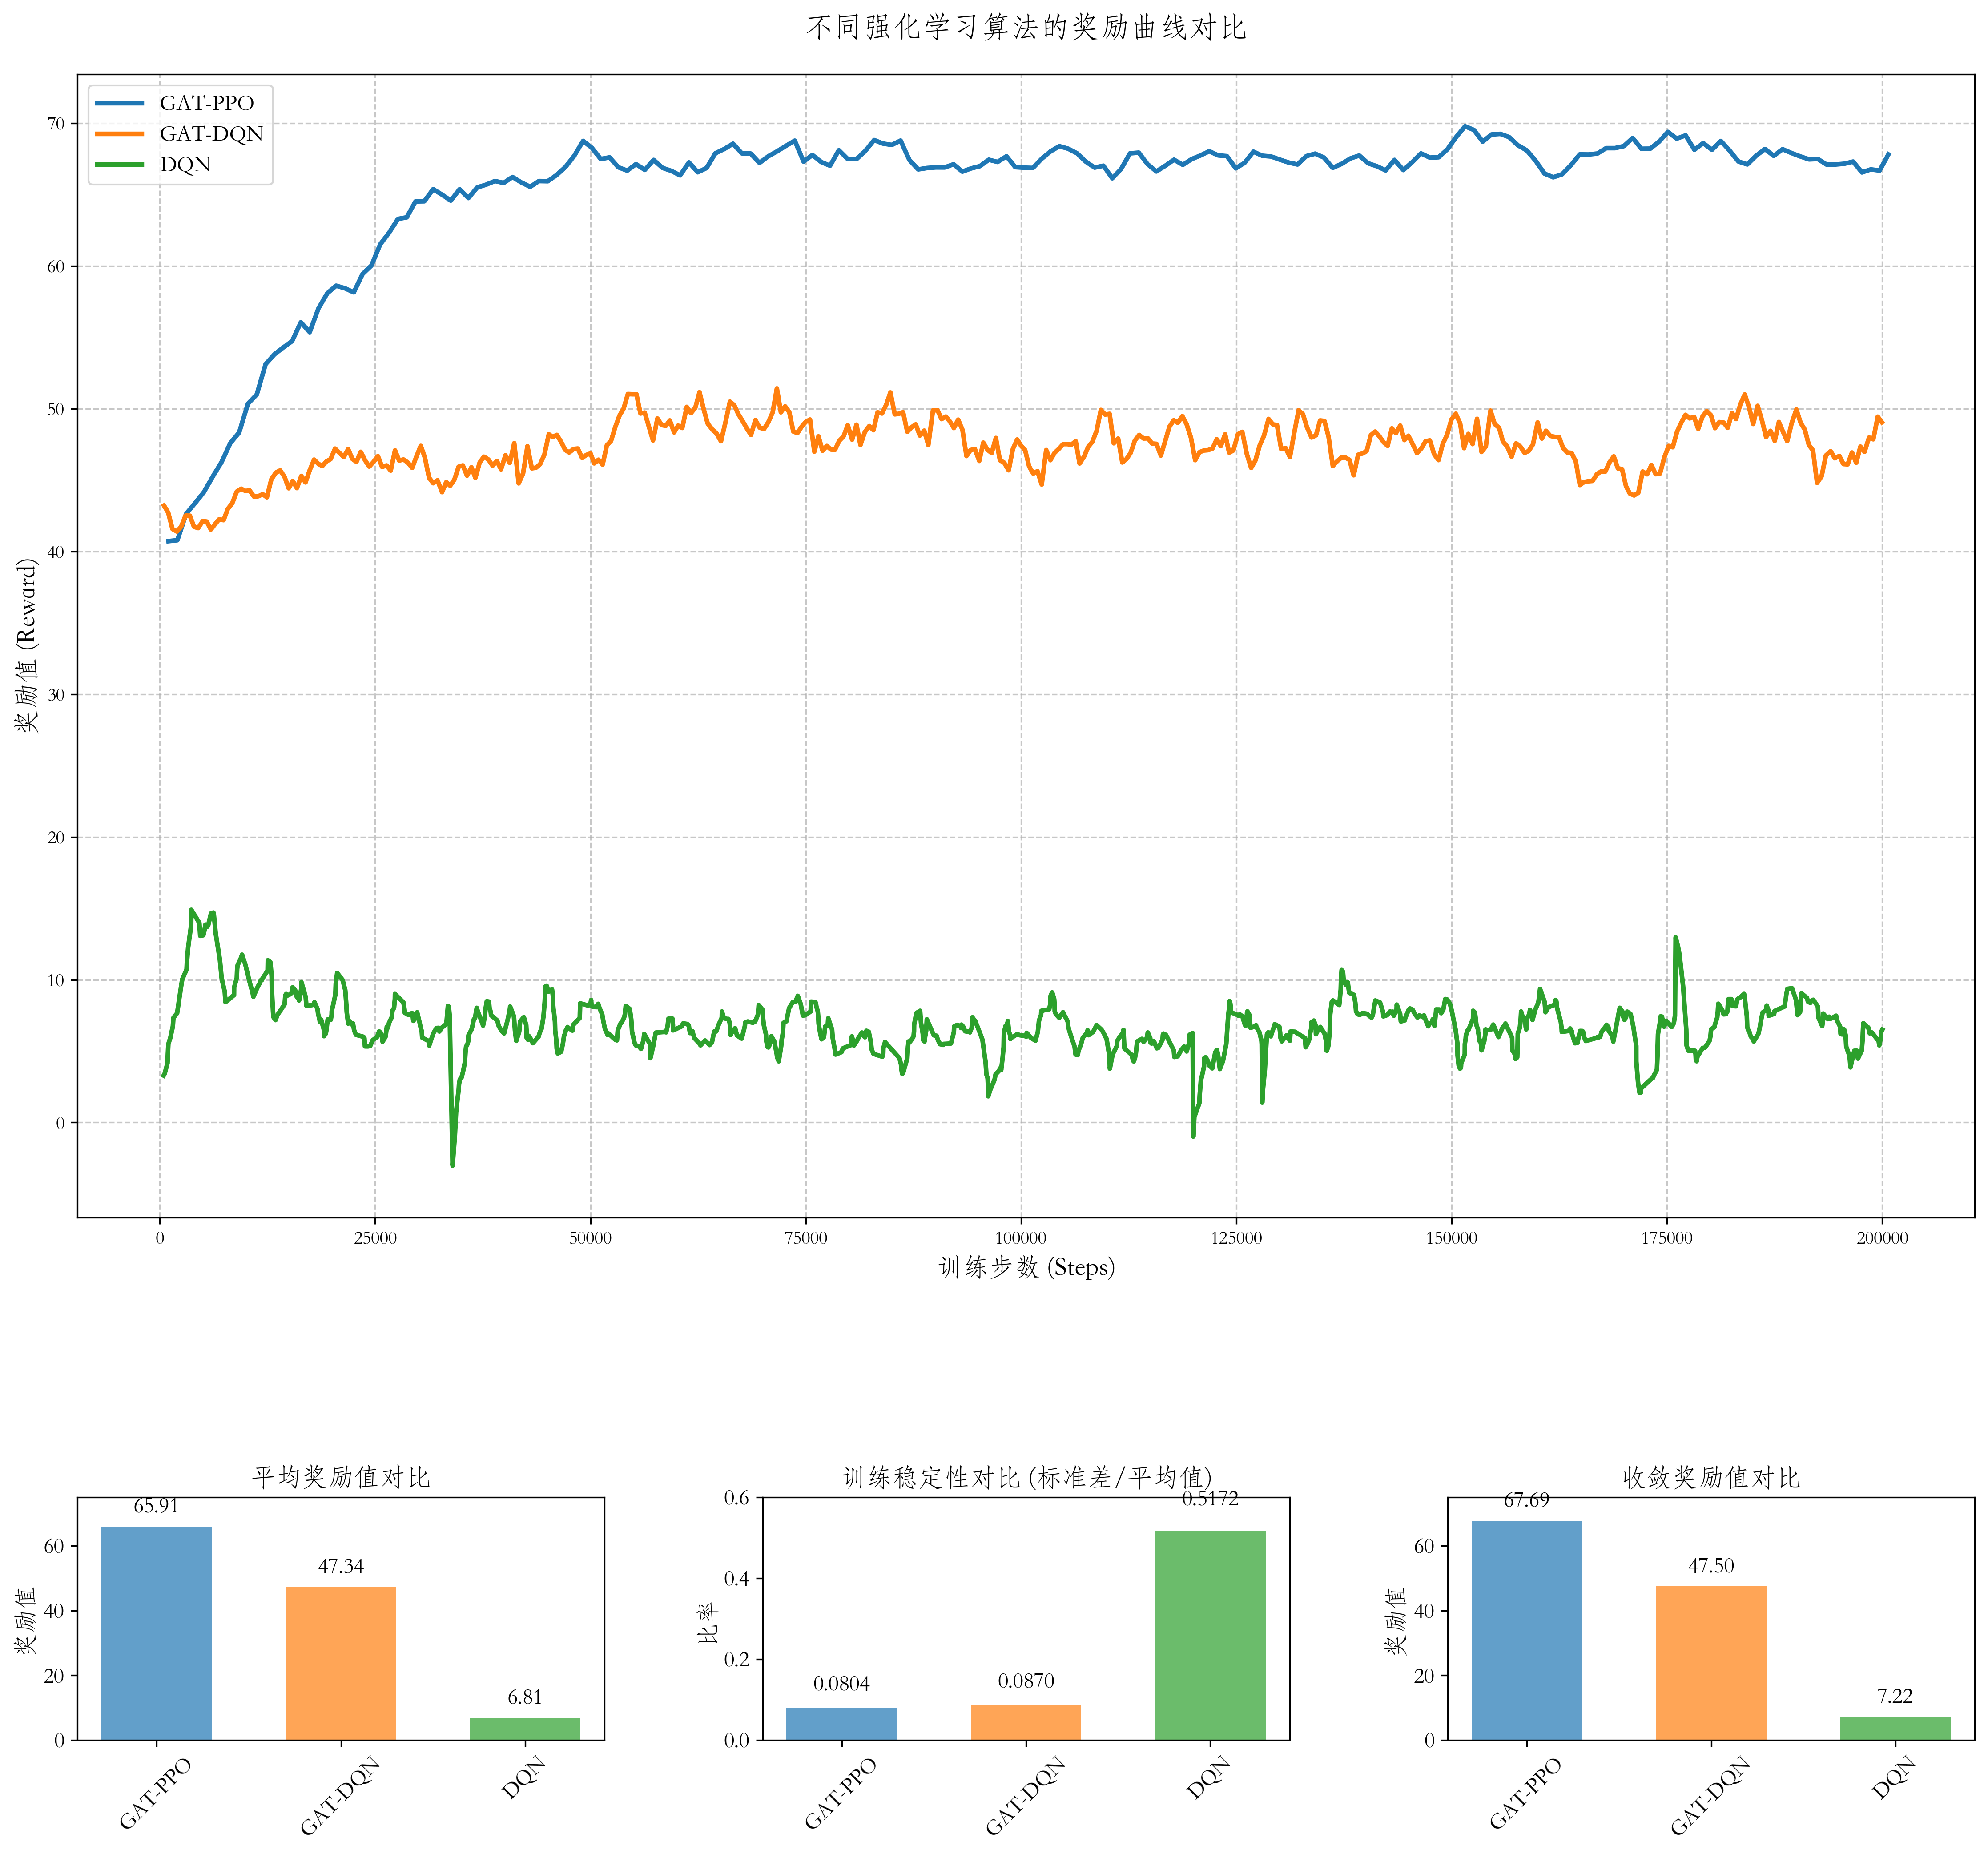 不同强化学习算法的奖励曲线对比
GAT-PPO
GAT-DQN
DQN
70
60
50
40
30
20
10
0
奖励值 (Reward)
0 25000 50000 75000 100000 125000 150000 175000 200000
训练步数 (Steps)
平均奖励值对比
65.91
47.34
6.81
60
40
20
0
奖励值
GAT-PPO GAT-DQN DQN
训练稳定性对比 (标准差/平均值)
0.5172
0.0804
0.0870
0.6
0.4
0.2
0.0
比率
GAT-PPO GAT-DQN DQN
收敛奖励值对比
67.69
47.50
7.22
60
40
20
0
奖励值
GAT-PPO GAT-DQN DQN